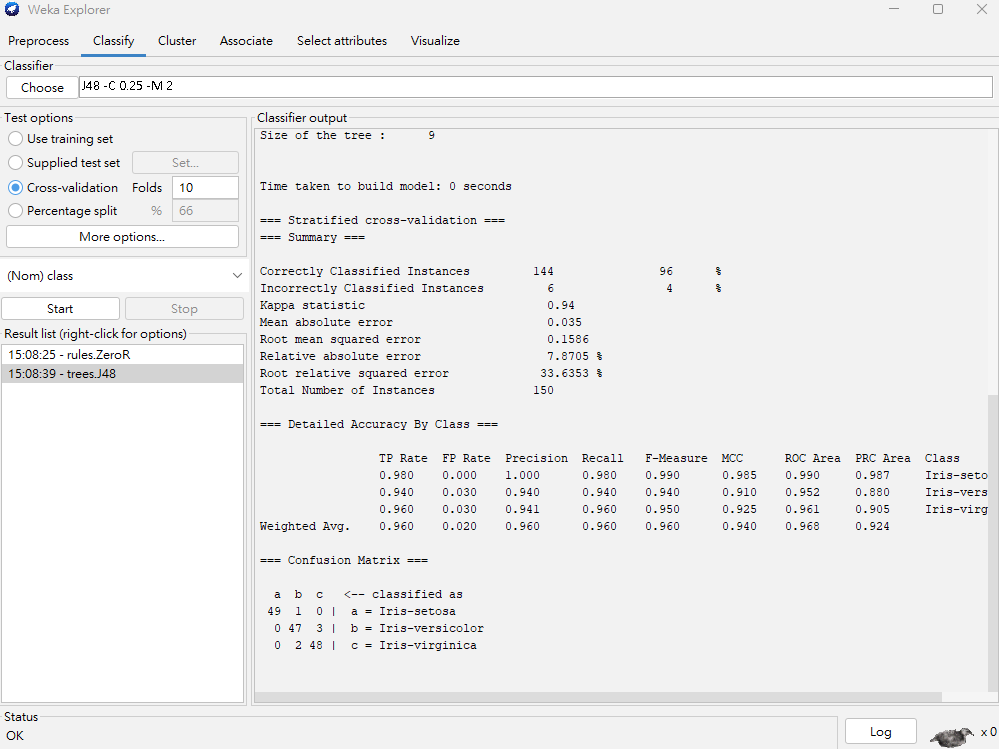 Weka Explorer
Preprocess Classify Cluster Associate Select attributes Visualize
Classifier
Choose J48 -C 0.25 -M 2
Test options
Use training set
Supplied test set Set...
Cross-validation Folds 10
Percentage split % 66
More options...
(Nom) class
Start Stop
Result list (right-click for options)
15:08:25 - rules.ZeroR
15:08:39 - trees.J48
Classifier output
Size of the tree : 9
Time taken to build model: 0 seconds
=== Stratified cross-validation ===
=== Summary ===
Correctly Classified Instances 144 96 %
Incorrectly Classified Instances 6 4 %
Kappa statistic 0.94
Mean absolute error 0.035
Root mean squared error 0.1586
Relative absolute error 7.8705 %
Root relative squared error 33.6353 %
Total Number of Instances 150
=== Detailed Accuracy By Class ===
TP Rate FP Rate Precision Recall F-Measure MCC ROC Area PRC Area Class
0.980 0.000 1.000 0.980 0.990 0.985 0.990 0.987 Iris-seto
0.940 0.030 0.940 0.940 0.940 0.910 0.952 0.880 Iris-vers
0.960 0.030 0.941 0.960 0.950 0.925 0.961 0.905 Iris-virg
Weighted Avg. 0.960 0.020 0.960 0.960 0.960 0.940 0.968 0.924
=== Confusion Matrix ===
a b c <-- classified as
49 1 0 | a = Iris-setosa
0 47 3 | b = Iris-versicolor
0 2 48 | c = Iris-virginica
Status
OK
Log
x 0